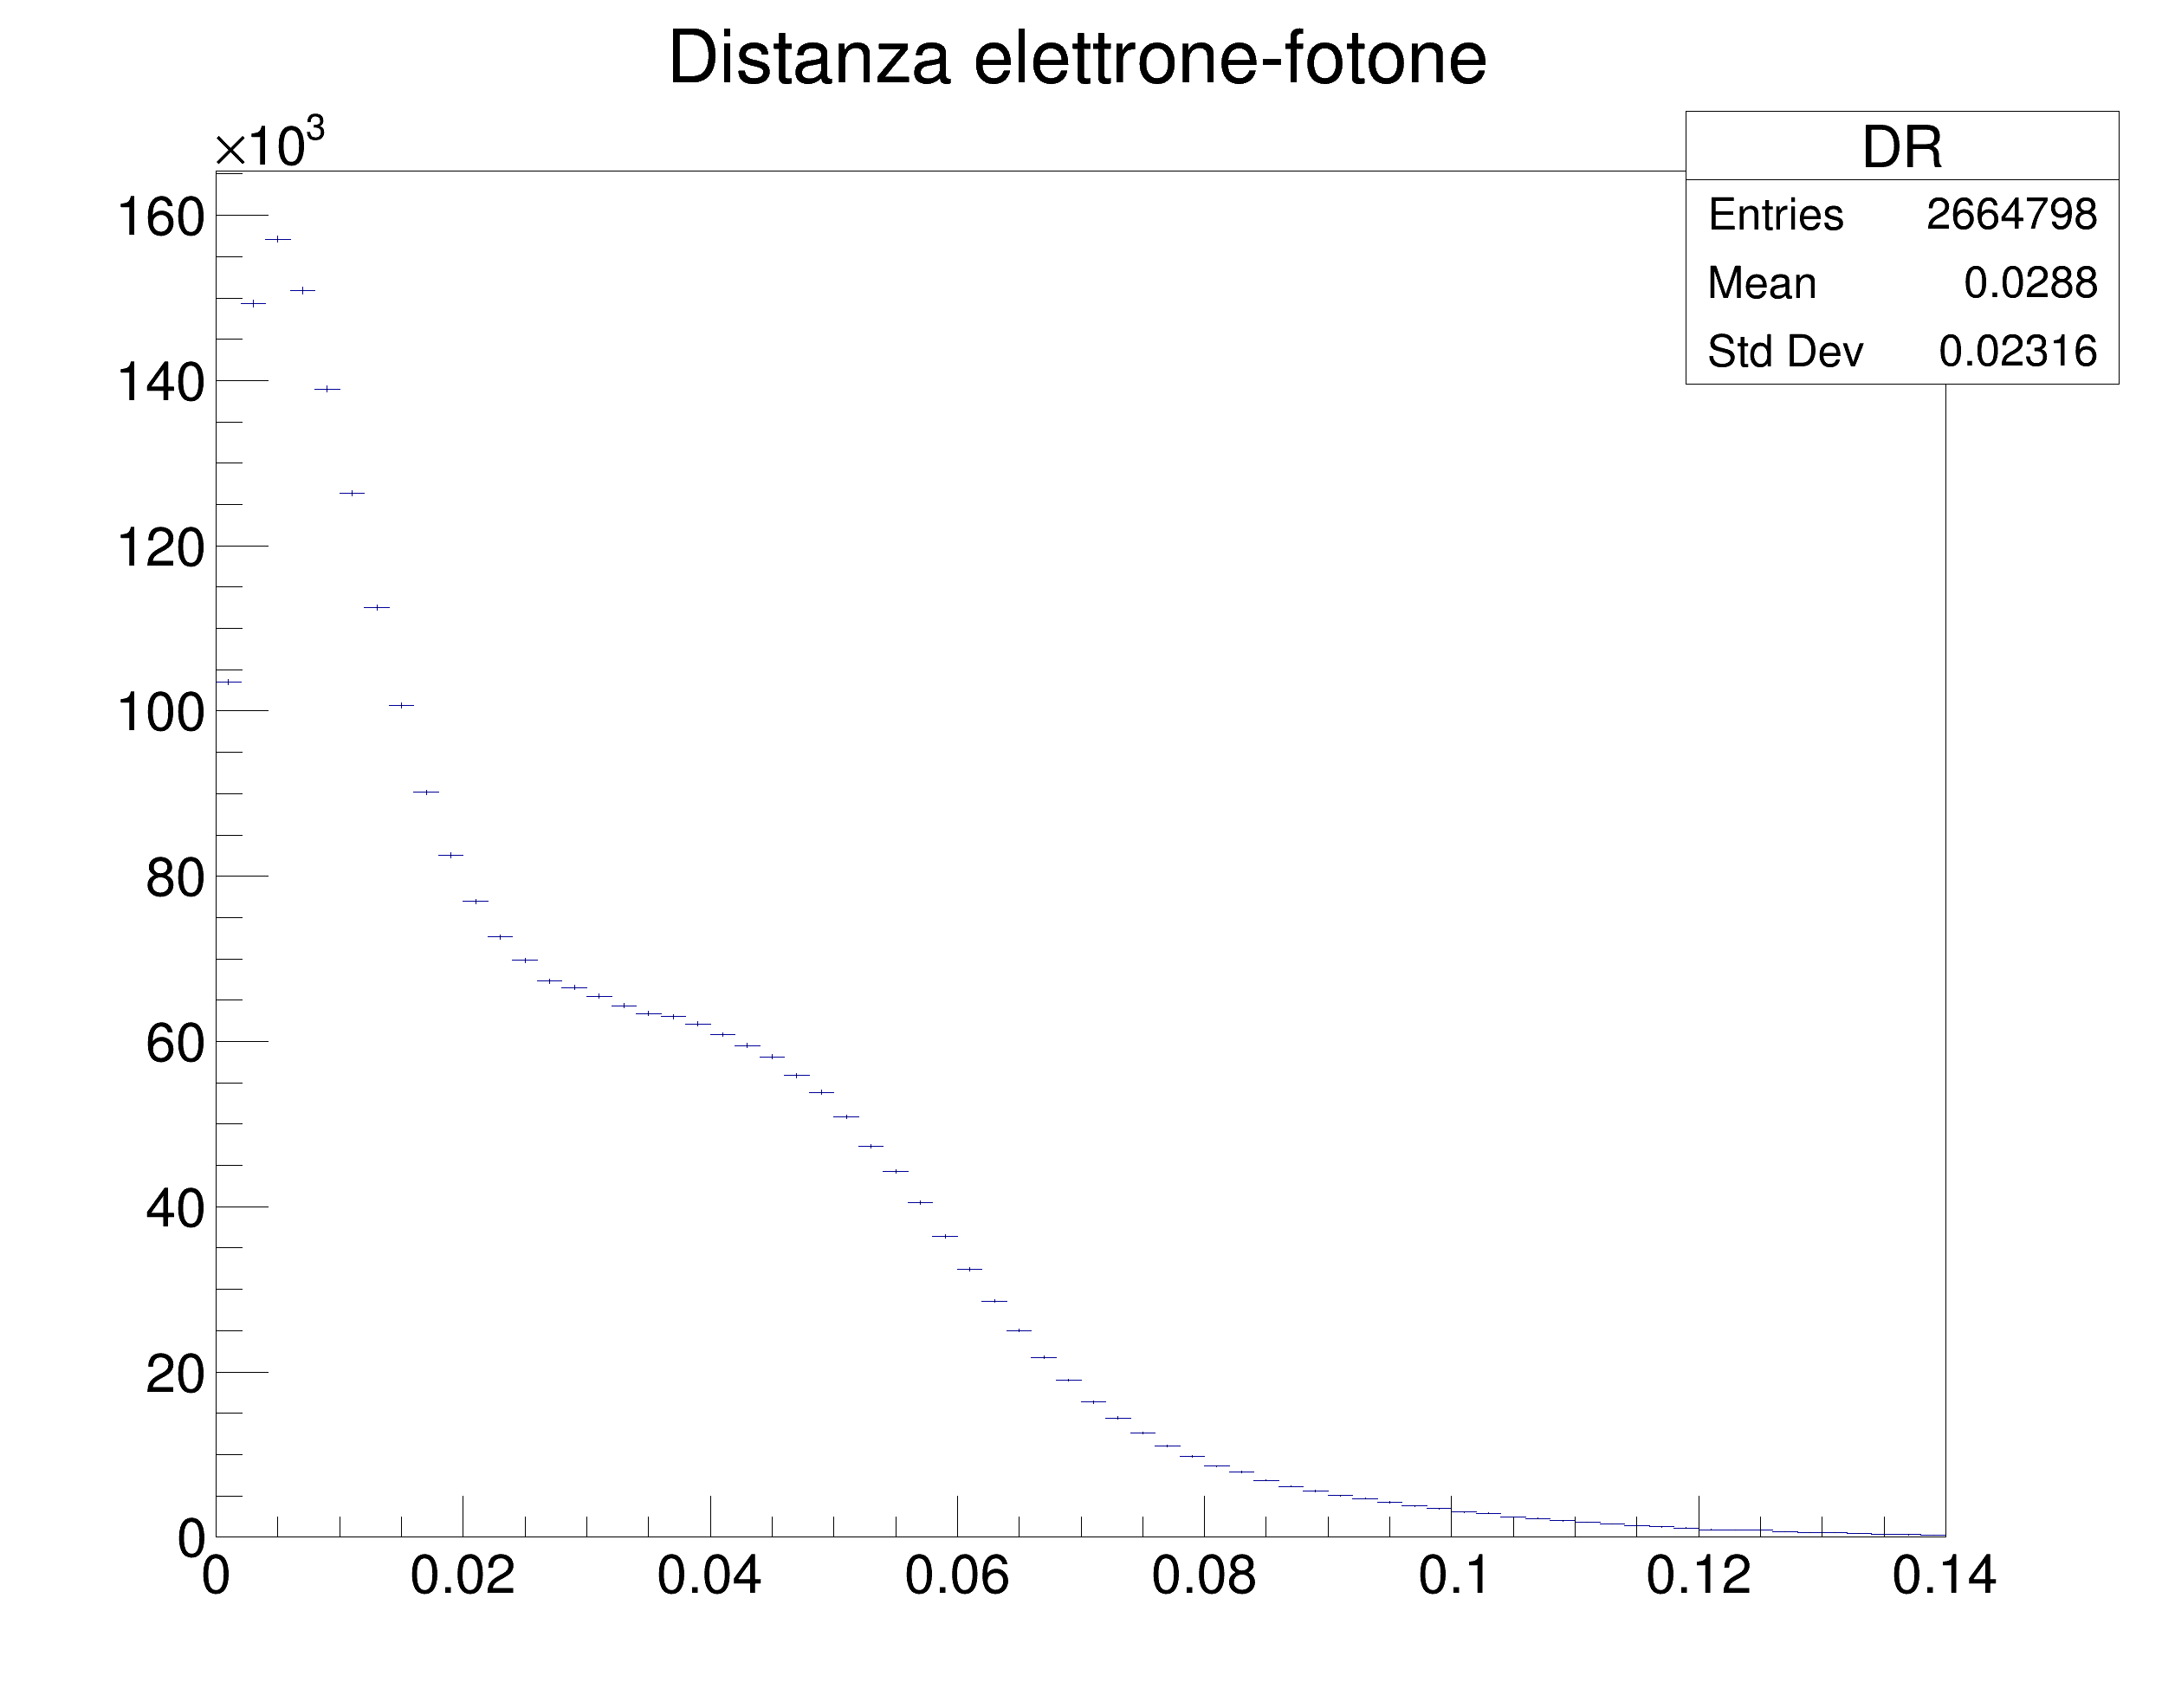 Distanza elettrone-fotone
×10³
DR
Entries 2664798
Mean 0.0288
Std Dev 0.02316
160
140
120
100
80
60
40
20
0
0 0.02 0.04 0.06 0.08 0.1 0.12 0.14